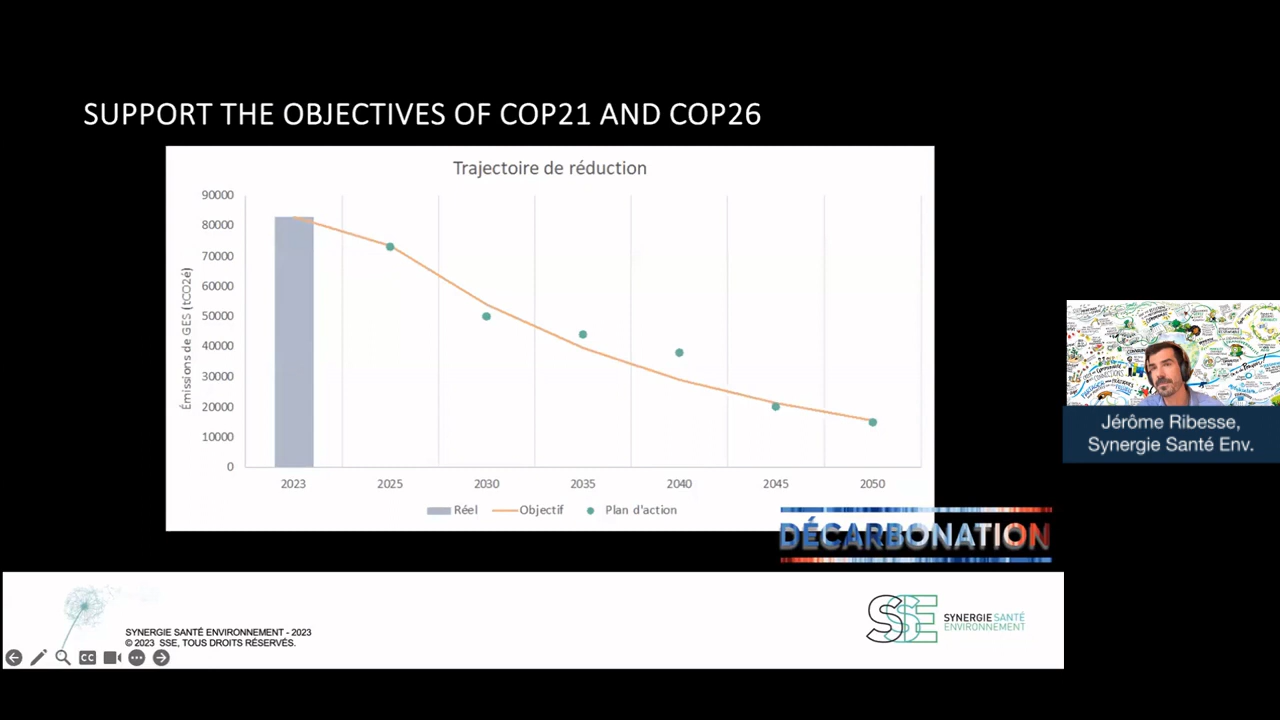 SUPPORT THE OBJECTIVES OF COP21 AND COP26
Trajectoire de réduction
Émissions de GES (tCO2é)
90000
80000
70000
60000
50000
40000
30000
20000
10000
0
2023 2025 2030 2035 2040 2045 2050
Réel Objectif Plan d'action
DÉCARBONATION
Jérôme Ribesse,
Synergie Santé Env.
SYNERGIE SANTÉ ENVIRONNEMENT - 2023
© 2023 SSE, TOUS DROITS RÉSERVÉS.
CC
SSE
SYNERGIE SANTÉ
ENVIRONNEMENT